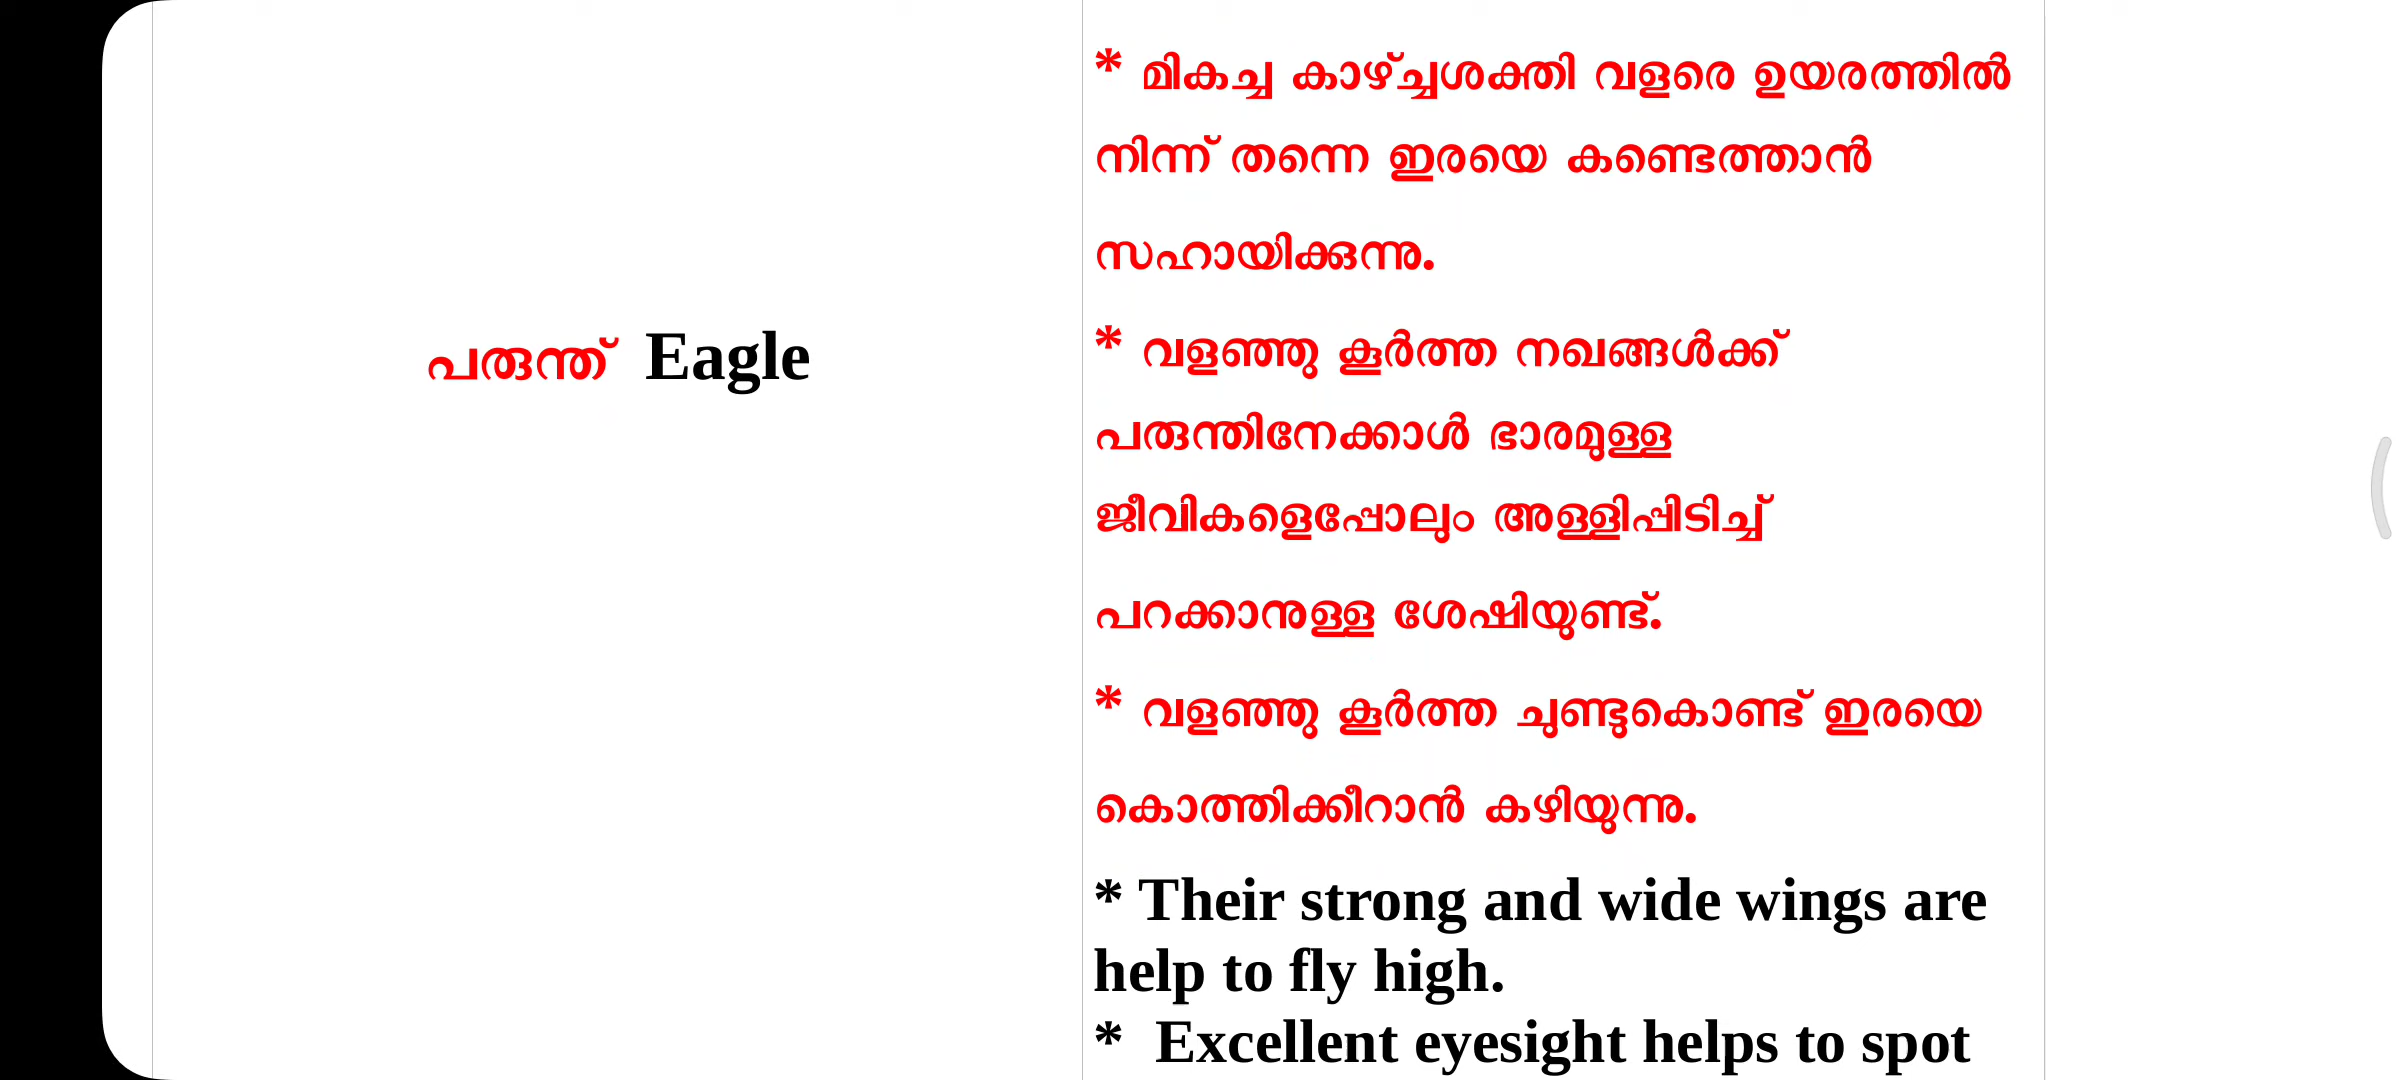 * മികച്ച കാഴ്ച്ചശക്തി വളരെ ഉയരത്തിൽ
നിന്ന് തന്നെ ഇരയെ കണ്ടെത്താൻ
സഹായിക്കുന്നു.
പരുന്ത് Eagle
* വളഞ്ഞു കൂർത്ത നഖങ്ങൾക്ക്
പരുന്തിനേക്കാൾ ഭാരമുള്ള
ജീവികളെപ്പോലും അള്ളിപ്പിടിച്ച്
പറക്കാനുള്ള ശേഷിയുണ്ട്.
* വളഞ്ഞു കൂർത്ത ചുണ്ടുകൊണ്ട് ഇരയെ
കൊത്തിക്കീറാൻ കഴിയുന്നു.
* Their strong and wide wings are
help to fly high.
* Excellent eyesight helps to spot